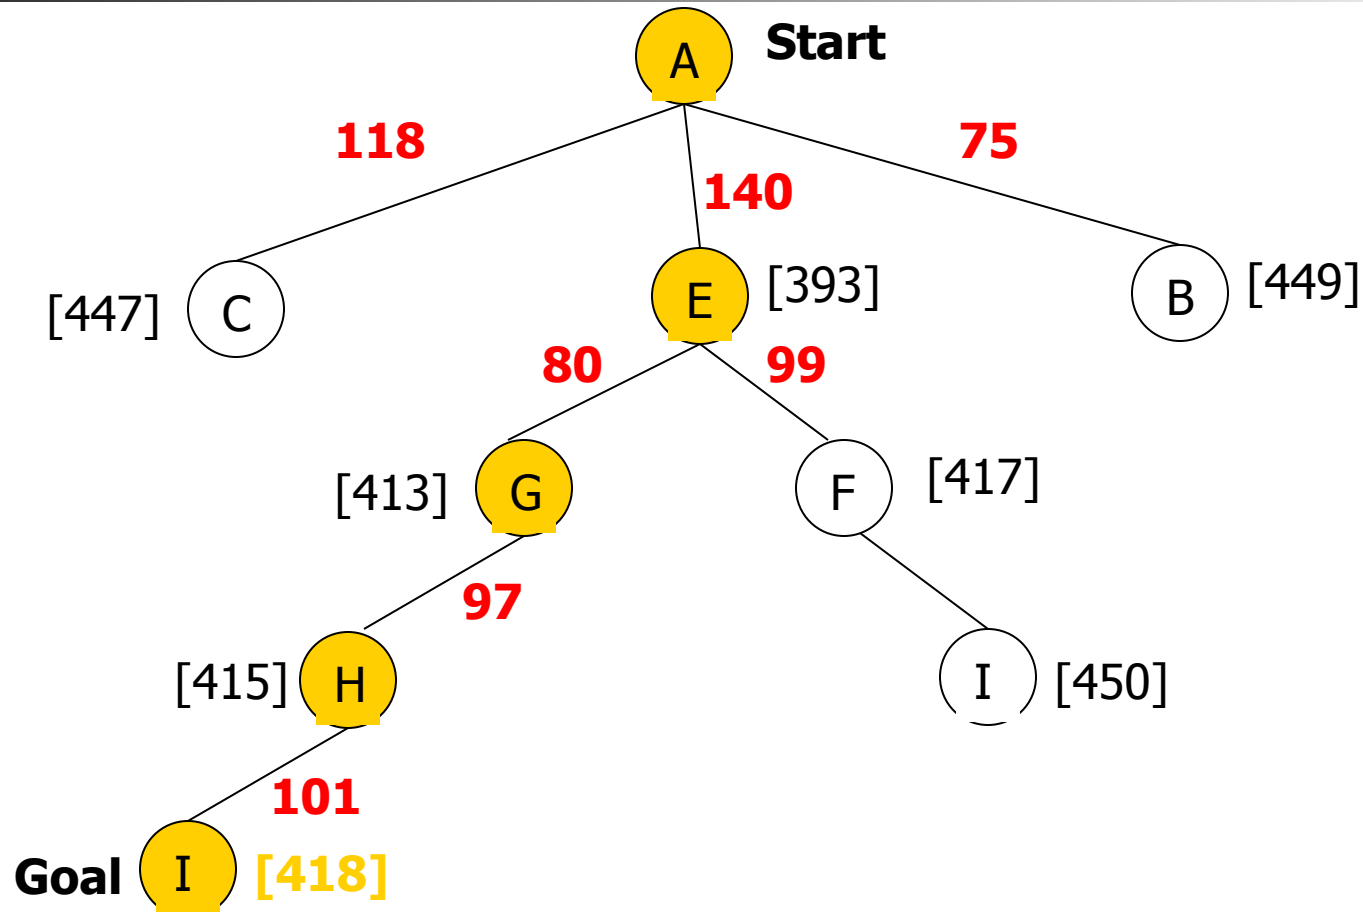 A Start
118
75
140
[447] C
E [393]
B [449]
80
99
[413] G
F [417]
97
[415] H
I [450]
101
Goal I [418]